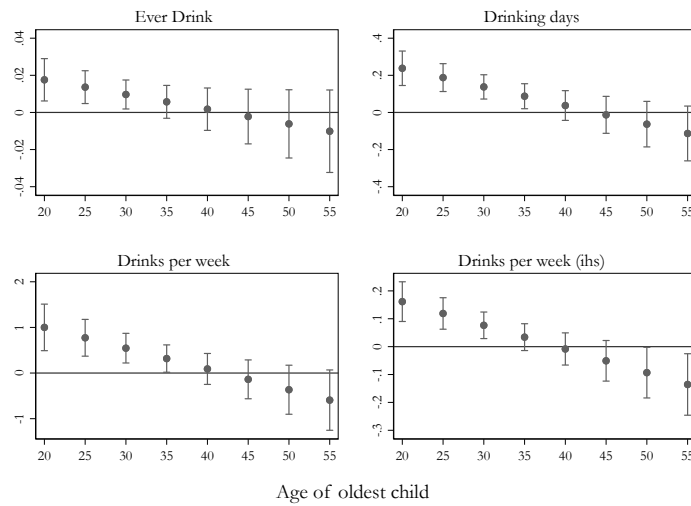 Ever Drink
.04
.02
0
-.02
-.04
20 25 30 35 40 45 50 55
Drinking days
.4
.2
0
-.2
-.4
20 25 30 35 40 45 50 55
Drinks per week
2
1
0
-1
20 25 30 35 40 45 50 55
Drinks per week (ihs)
.2
.1
0
-.1
-.2
-.3
20 25 30 35 40 45 50 55
Age of oldest child